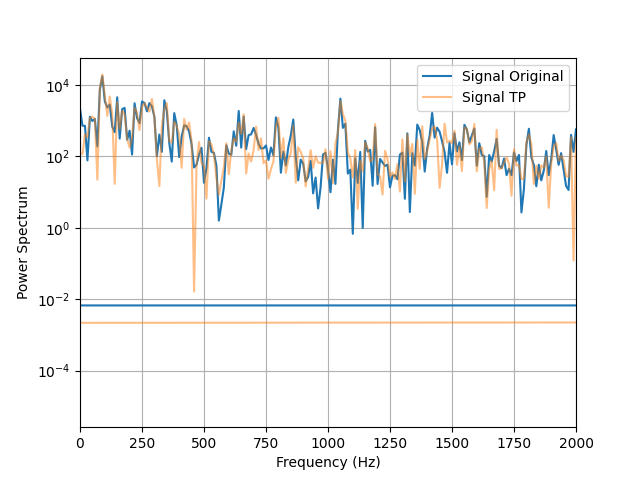 Signal Original
Signal TP
10^4
10^2
10^0
10^-2
10^-4
Power Spectrum
0 250 500 750 1000 1250 1500 1750 2000
Frequency (Hz)